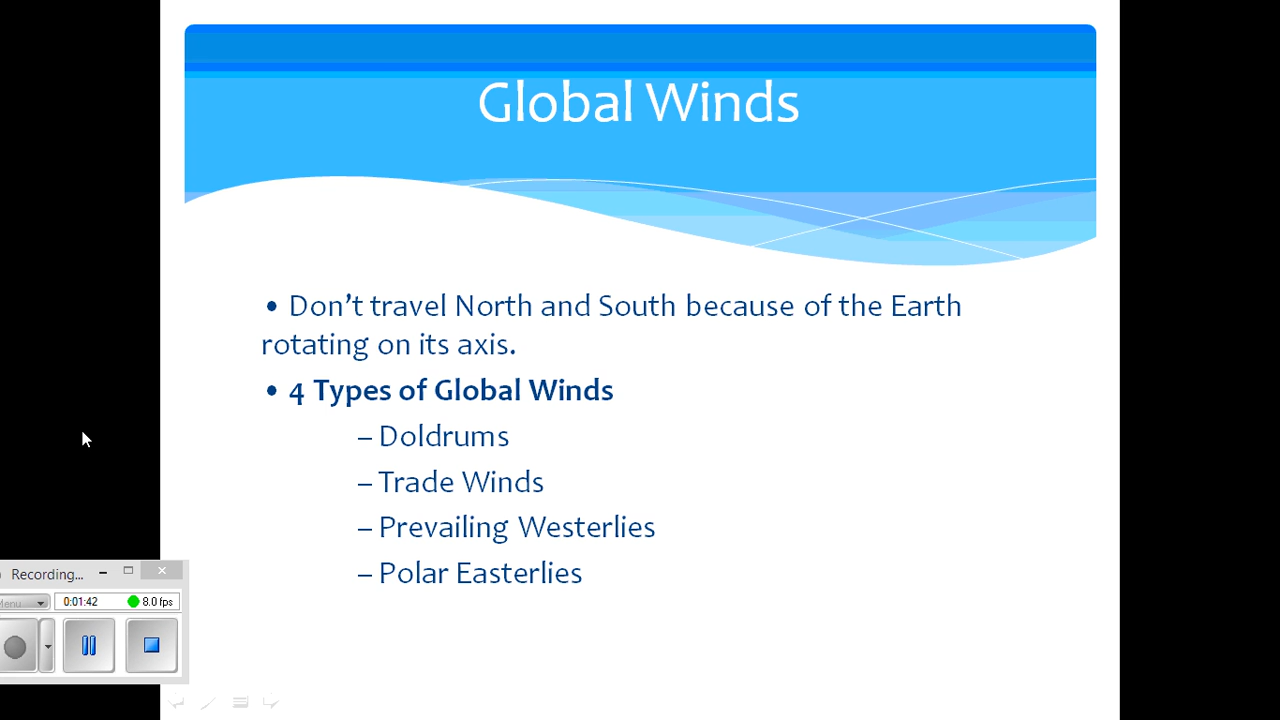 Global Winds
• Don’t travel North and South because of the Earth
rotating on its axis.
• 4 Types of Global Winds
– Doldrums
– Trade Winds
– Prevailing Westerlies
– Polar Easterlies
Recording...
Menu
0:01:42
8.0 fps